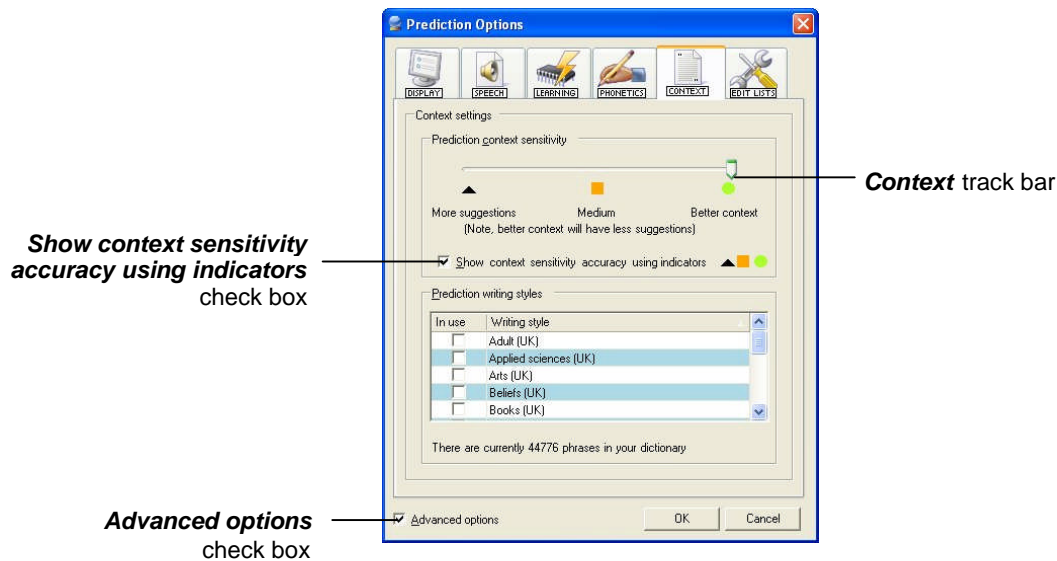 Prediction Options
DISPLAY SPEECH LEARNING PHONETICS CONTEXT EDIT LISTS
Context settings
Prediction context sensitivity
Context track bar
More suggestions Medium Better context
(Note, better context will have less suggestions)
Show context sensitivity
accuracy using indicators
check box
Show context sensitivity accuracy using indicators
Prediction writing styles
In use Writing style
Adult (UK)
Applied sciences (UK)
Arts (UK)
Beliefs (UK)
Books (UK)
There are currently 44776 phrases in your dictionary
Advanced options
check box
Advanced options OK Cancel